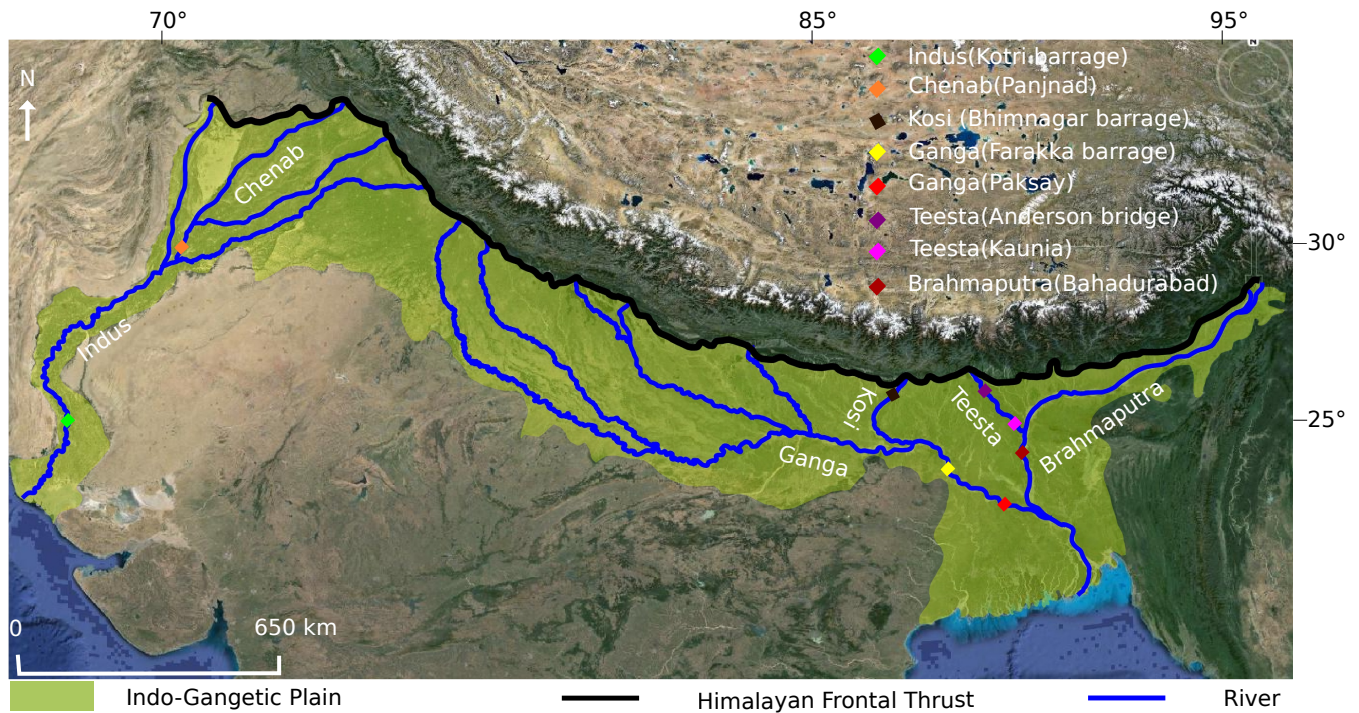 70° 85° 95°
N
Indus(Kotri barrage)
Chenab(Panjnad)
Kosi (Bhimnagar barrage)
Ganga(Farakka barrage)
Ganga(Paksay)
Teesta(Anderson bridge)
Teesta(Kaunia)
Brahmaputra(Bahadurabad)
Chenab
30°
Indus
Kosi
Teesta
Brahmaputra
25°
Ganga
0 650 km
Indo-Gangetic Plain Himalayan Frontal Thrust River